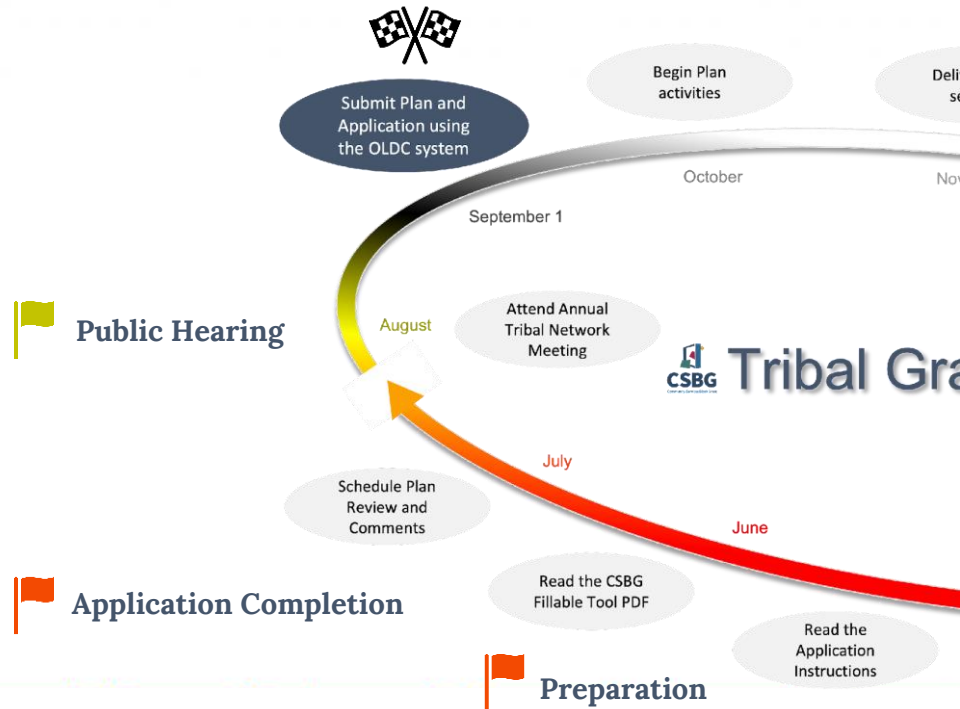 Submit Plan and
Application using
the OLDC system
Begin Plan
activities
October
September 1
Public Hearing
August
Attend Annual
Tribal Network
Meeting
CSBG
Tribal
July
Schedule Plan
Review and
Comments
June
Application Completion
Read the CSBG
Fillable Tool PDF
Read the
Application
Instructions
Preparation